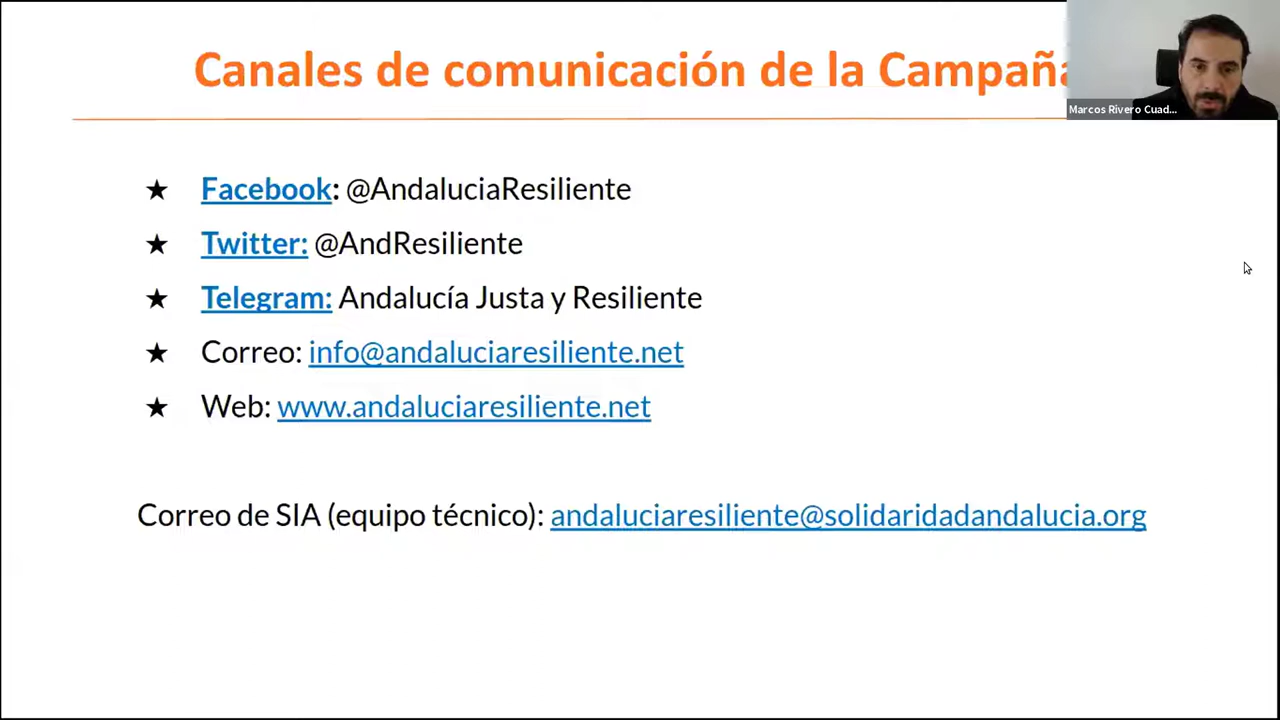 Canales de comunicación de la Campaña
Marcos Rivero Cuad...
★ Facebook: @AndaluciaResiliente
★ Twitter: @AndResiliente
★ Telegram: Andalucía Justa y Resiliente
★ Correo: info@andaluciaresiliente.net
★ Web: www.andaluciaresiliente.net
Correo de SIA (equipo técnico): andaluciaresiliente@solidaridadandalucia.org